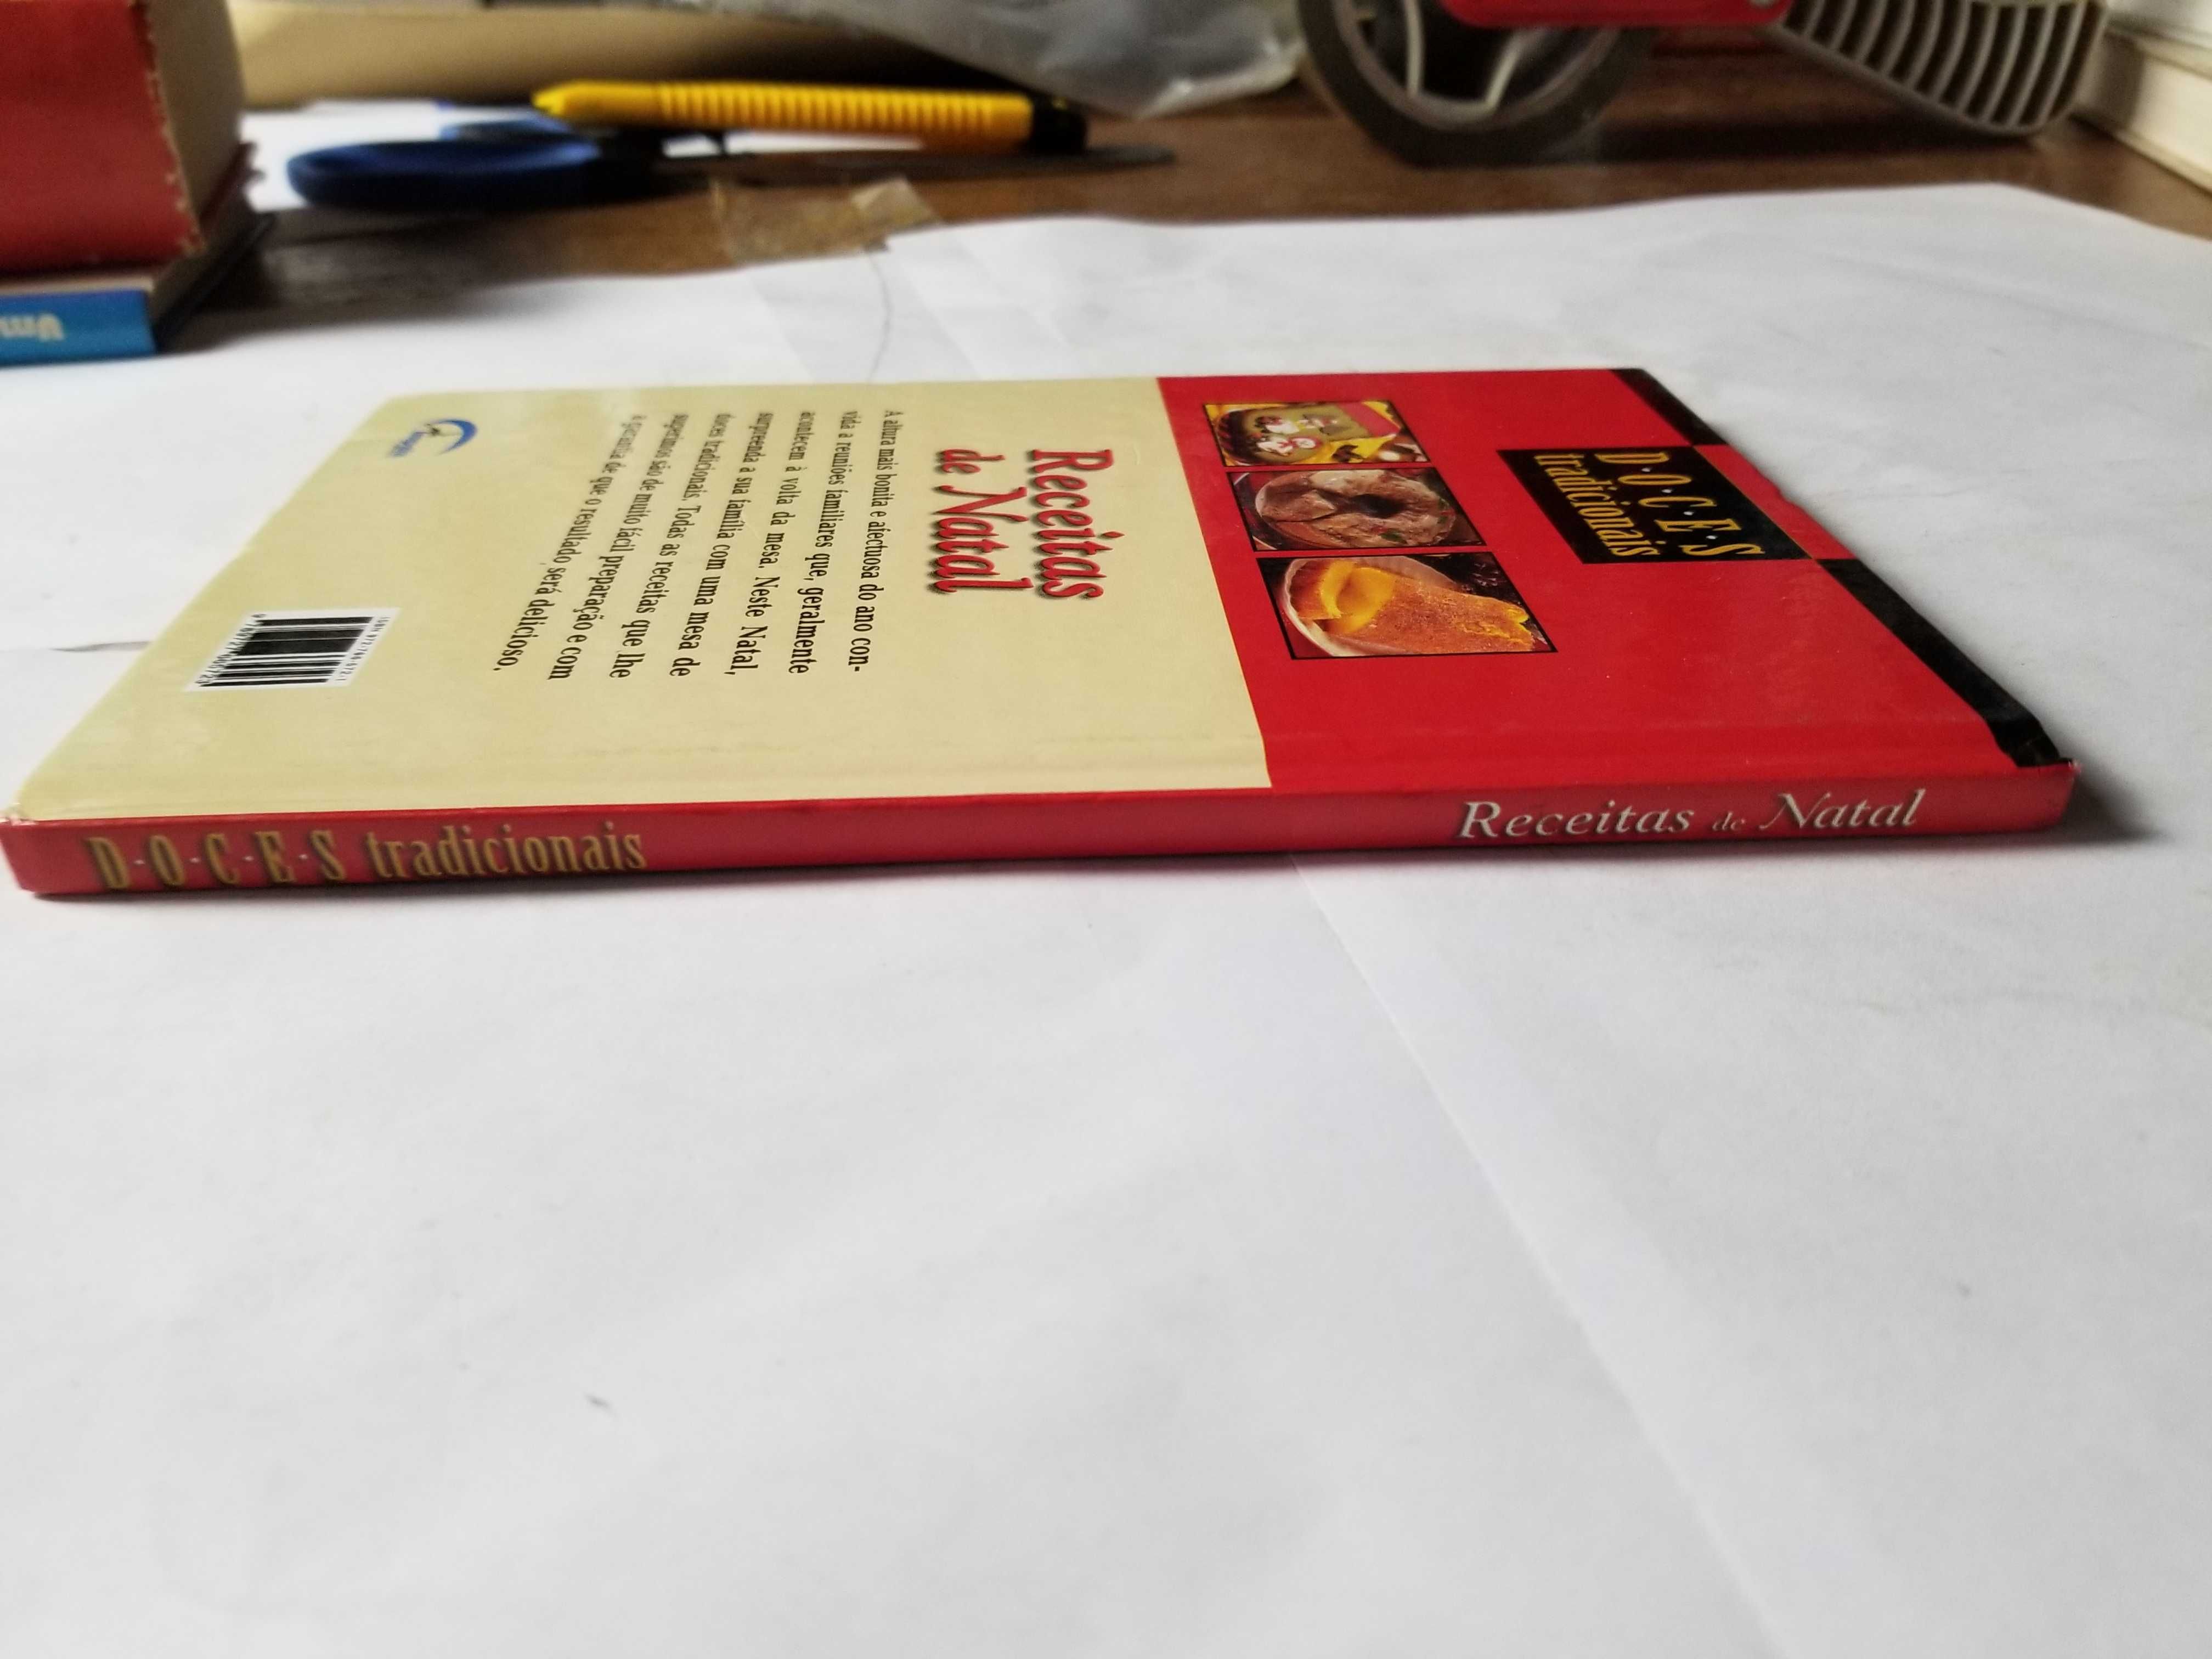 D·O·C·E·S
tradicionais
Receitas
de Natal
A altura mais bonita e afectuosa do ano con-
vida a reuniões familiares que, geralmente
acontecem à volta da mesa. Neste Natal,
surpreenda a sua família com uma mesa de
doces tradicionais. Todas as receitas que lhe
sugerimos são de muito fácil preparação e com
a garantia de que o resultado será delicioso.
D·O·C·E·S tradicionais
Receitas de Natal